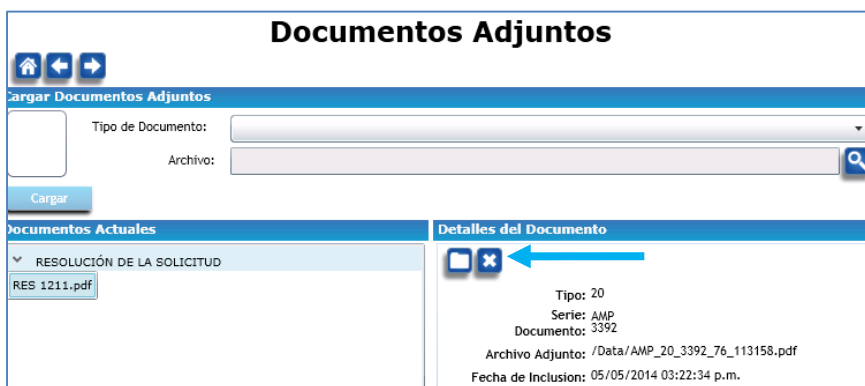 Documentos Adjuntos
Cargar Documentos Adjuntos
Tipo de Documento:
Archivo:
Cargar
Documentos Actuales
RESOLUCIÓN DE LA SOLICITUD
RES 1211.pdf
Detalles del Documento
Tipo: 20
Serie: AMP
Documento: 3392
Archivo Adjunto: /Data/AMP_20_3392_76_113158.pdf
Fecha de Inclusion: 05/05/2014 03:22:34 p.m.